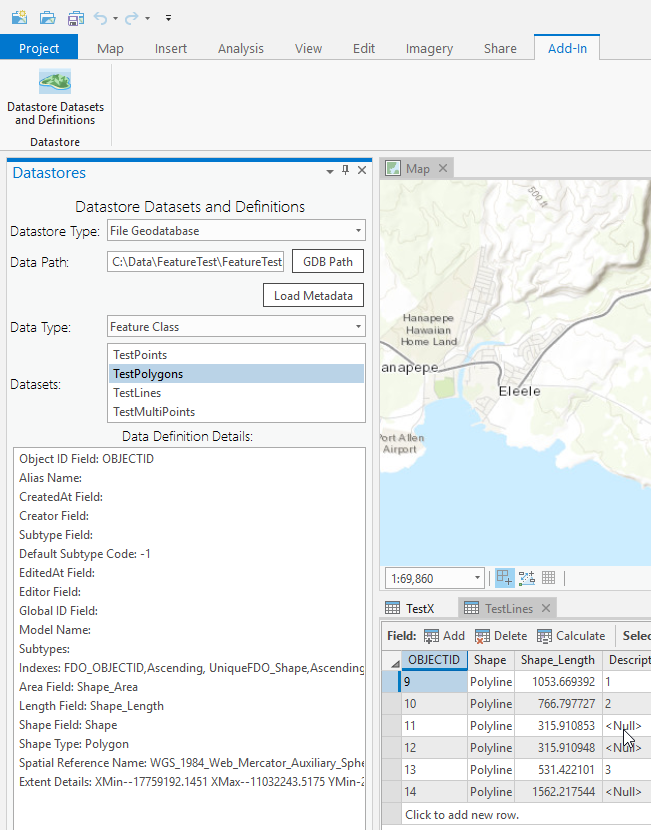 Project Map Insert Analysis View Edit Imagery Share Add-In
Datastore Datasets
and Definitions
Datastore
Datastores
Datastore Datasets and Definitions
Datastore Type: File Geodatabase
Data Path: C:\Data\FeatureTest\FeatureTest GDB Path
Load Metadata
Data Type: Feature Class
Datasets:
TestPoints
TestPolygons
TestLines
TestMultiPoints
Data Definition Details:
Object ID Field: OBJECTID
Alias Name:
CreatedAt Field:
Creator Field:
Subtype Field:
Default Subtype Code: -1
EditedAt Field:
Editor Field:
Global ID Field:
Model Name:
Subtypes:
Indexes: FDO_OBJECTID,Ascending, UniqueFDO_Shape,Ascending
Area Field: Shape_Area
Length Field: Shape_Length
Shape Field: Shape
Shape Type: Polygon
Spatial Reference Name: WGS_1984_Web_Mercator_Auxiliary_Sphe
Extent Details: XMin--17759192.1451 XMax--11032243.5175 YMin-2
Map
500 ft
Hanapepe
Hawaiian
Home Land
anapepe
Eleele
Port Allen
Airport
1:69,860
TestX TestLines
Field: Add Delete Calculate Selec
OBJECTID Shape Shape_Length Descript
9 Polyline 1053.669392 1
10 Polyline 766.797727 2
11 Polyline 315.910853 <Null>
12 Polyline 315.910948 <Null>
13 Polyline 531.422101 3
14 Polyline 1562.217544 <Null>
Click to add new row.